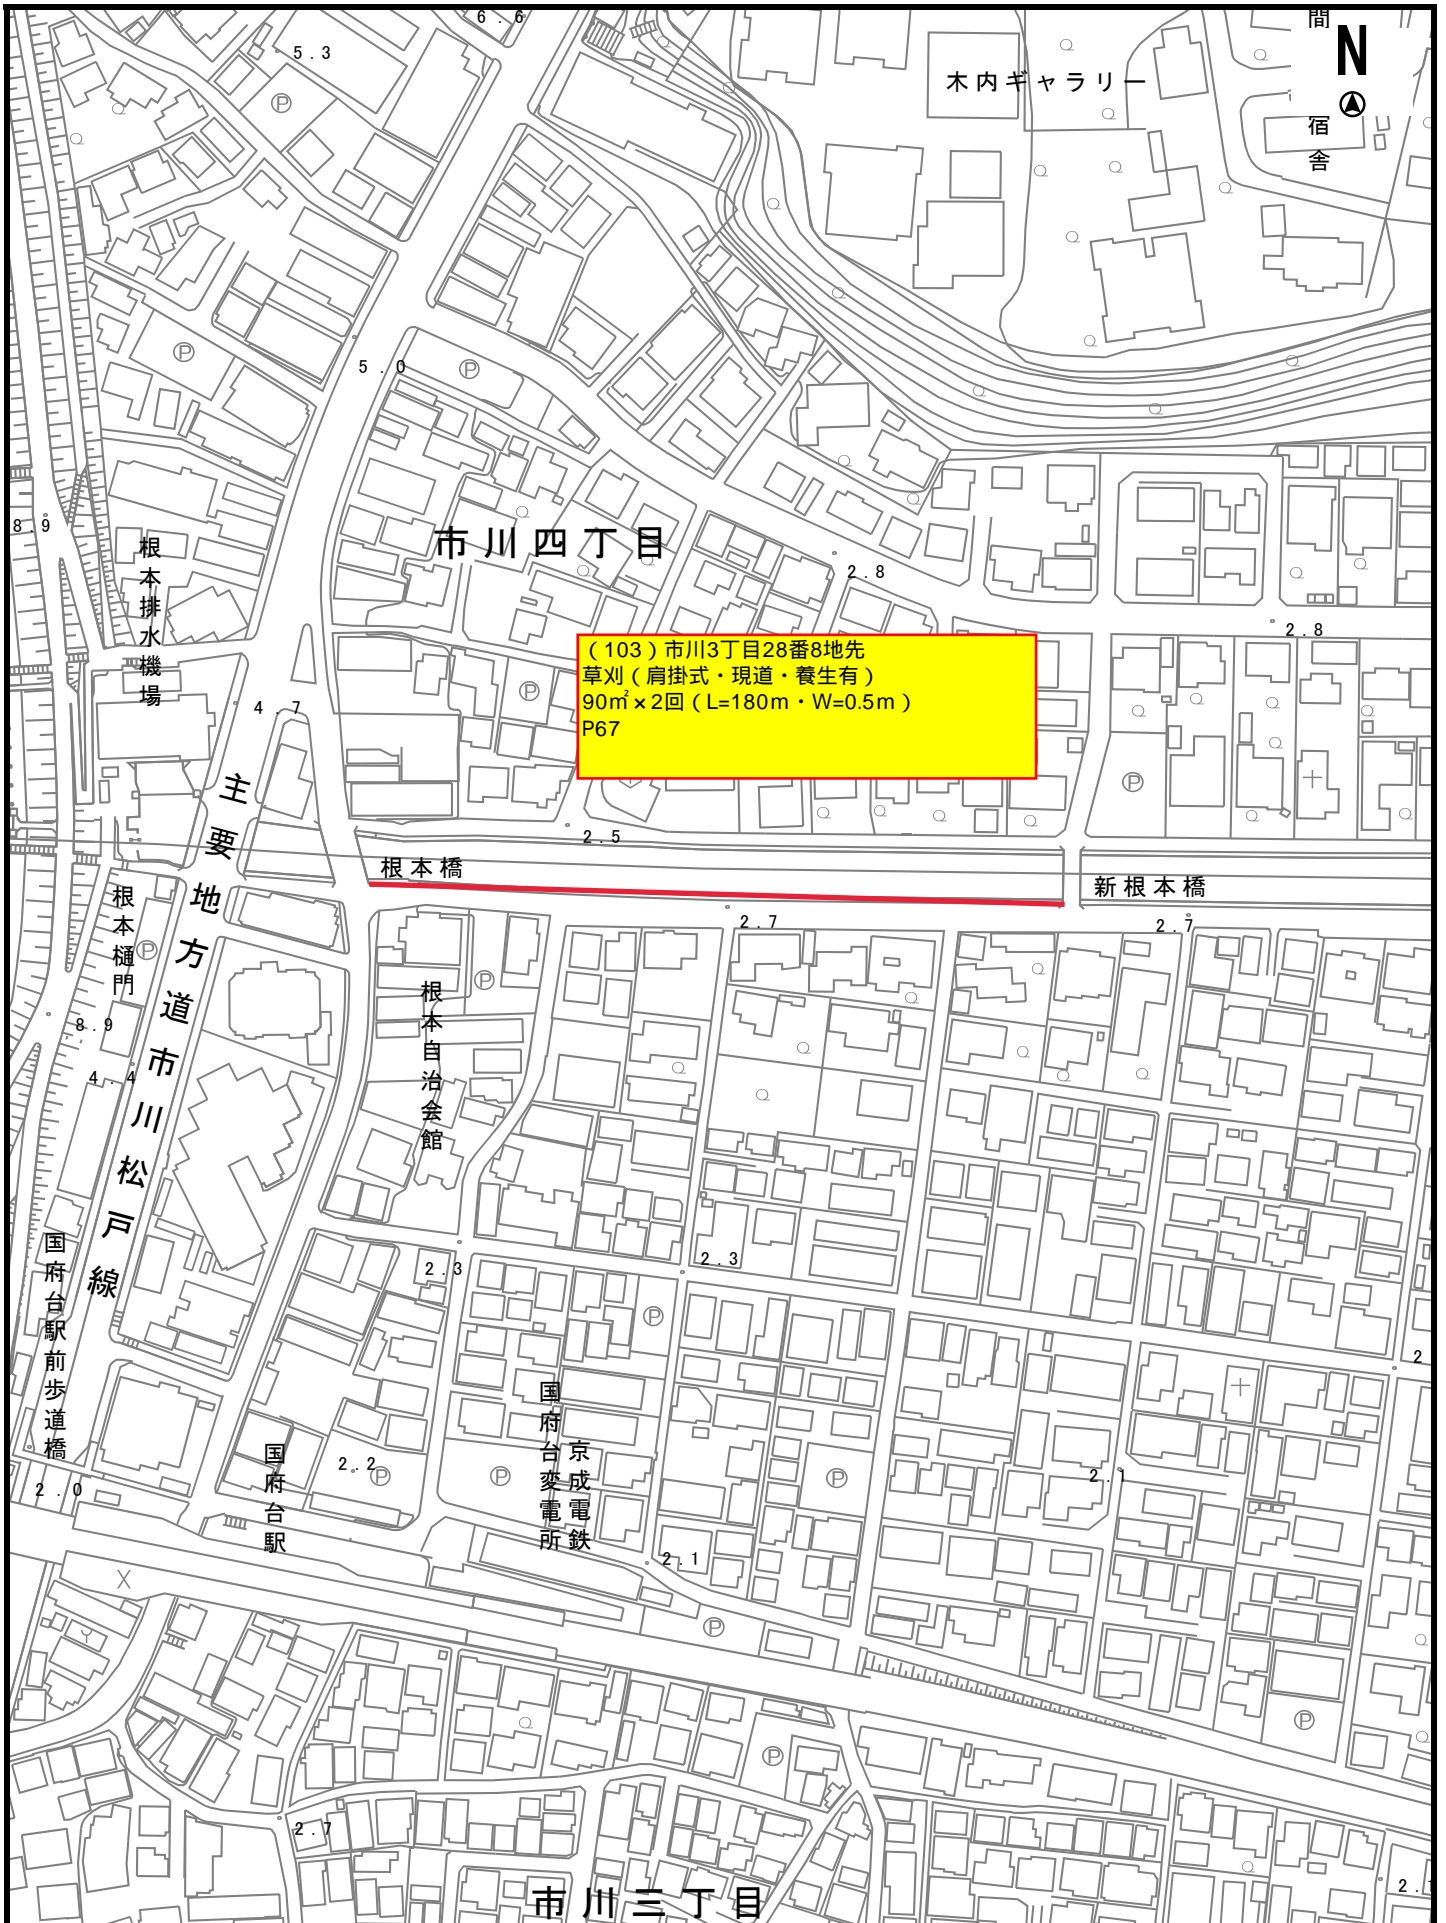 6.6
間
N
5.3
木内ギャラリー
宿舎
5.0
8.9
市川四丁目
根本排水機場
2.8
2.8
（103）市川3丁目28番8地先
草刈（肩掛式・現道・養生有）
90㎡×2回（L=180m・W=0.5m）
P67
4.7
主要地方道市川松戸線
2.5
根本橋
新根本橋
根本樋門
2.7
2.7
根本自治会館
8.9
4.4
国府台駅前歩道橋
2.3
2.3
2
国府台変電所
京成電鉄
国府台駅
2.2
2.1
2.0
2.1
2.7
市川三丁目